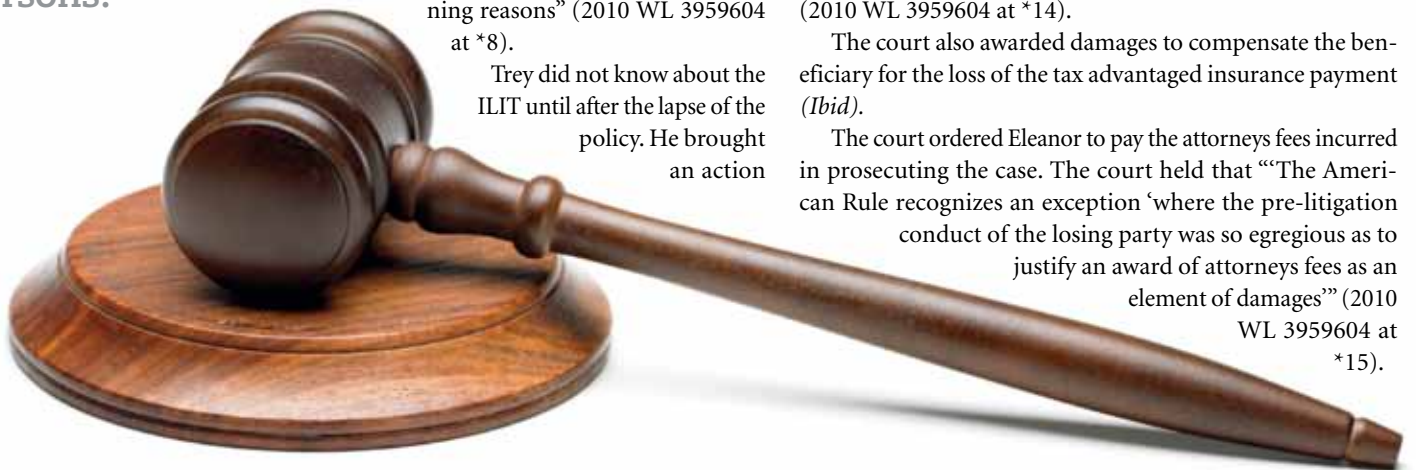 rsons.
ning reasons” (2010 WL 3959604
at *8).
Trey did not know about the
ILIT until after the lapse of the
policy. He brought
an action
(2010 WL 3959604 at *14).
The court also awarded damages to compensate the ben-
eficiary for the loss of the tax advantaged insurance payment
(Ibid).
The court ordered Eleanor to pay the attorneys fees incurred
in prosecuting the case. The court held that “‘The Ameri-
can Rule recognizes an exception ‘where the pre-litigation
conduct of the losing party was so egregious as to
justify an award of attorneys fees as an
element of damages’” (2010
WL 3959604 at
*15).